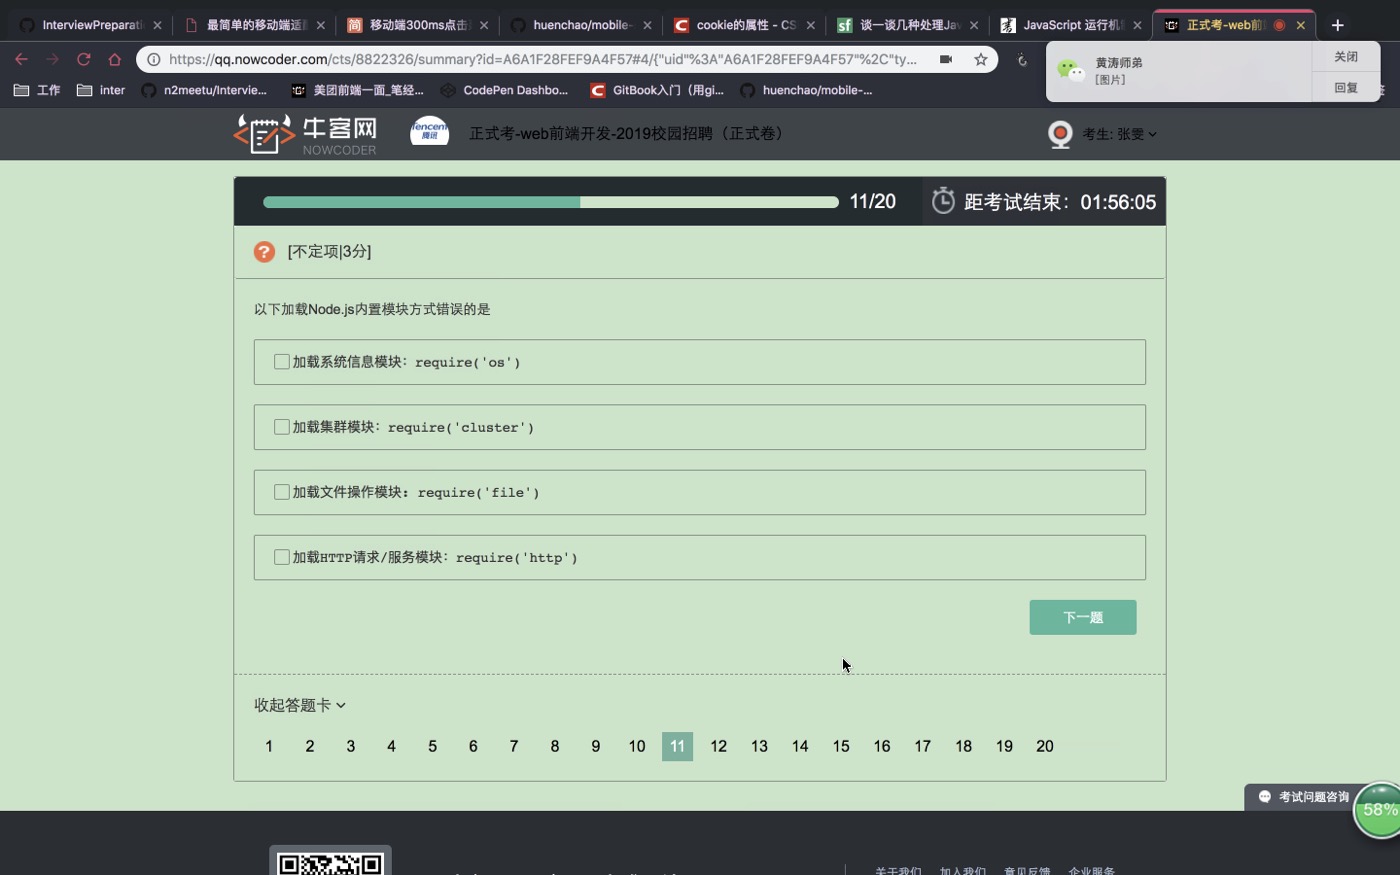 InterviewPreparati
最简单的移动端适
移动端300ms点击
huenchao/mobile-
cookie的属性 - CS
谈一谈几种处理Jav
JavaScript 运行机
正式考-web前
https://qq.nowcoder.com/cts/8822326/summary?id=A6A1F28FEF9A4F57#4/{"uid"%3A"A6A1F28FEF9A4F57"%2C"ty...
黄涛师弟
[图片]
关闭
回复
工作
inter
n2meetu/Intervie...
美团前端一面_笔经...
CodePen Dashbo...
GitBook入门（用gi...
huenchao/mobile-...
牛客网
NOWCODER
Tencent
腾讯
正式考-web前端开发-2019校园招聘（正式卷）
考生: 张雯
11/20
距考试结束：01:56:05
[不定项|3分]
以下加载Node.js内置模块方式错误的是
加载系统信息模块：require('os')
加载集群模块：require('cluster')
加载文件操作模块：require('file')
加载HTTP请求/服务模块：require('http')
下一题
收起答题卡
1 2 3 4 5 6 7 8 9 10 11 12 13 14 15 16 17 18 19 20
考试问题咨询
58%
关于我们 加入我们 意见反馈 企业服务